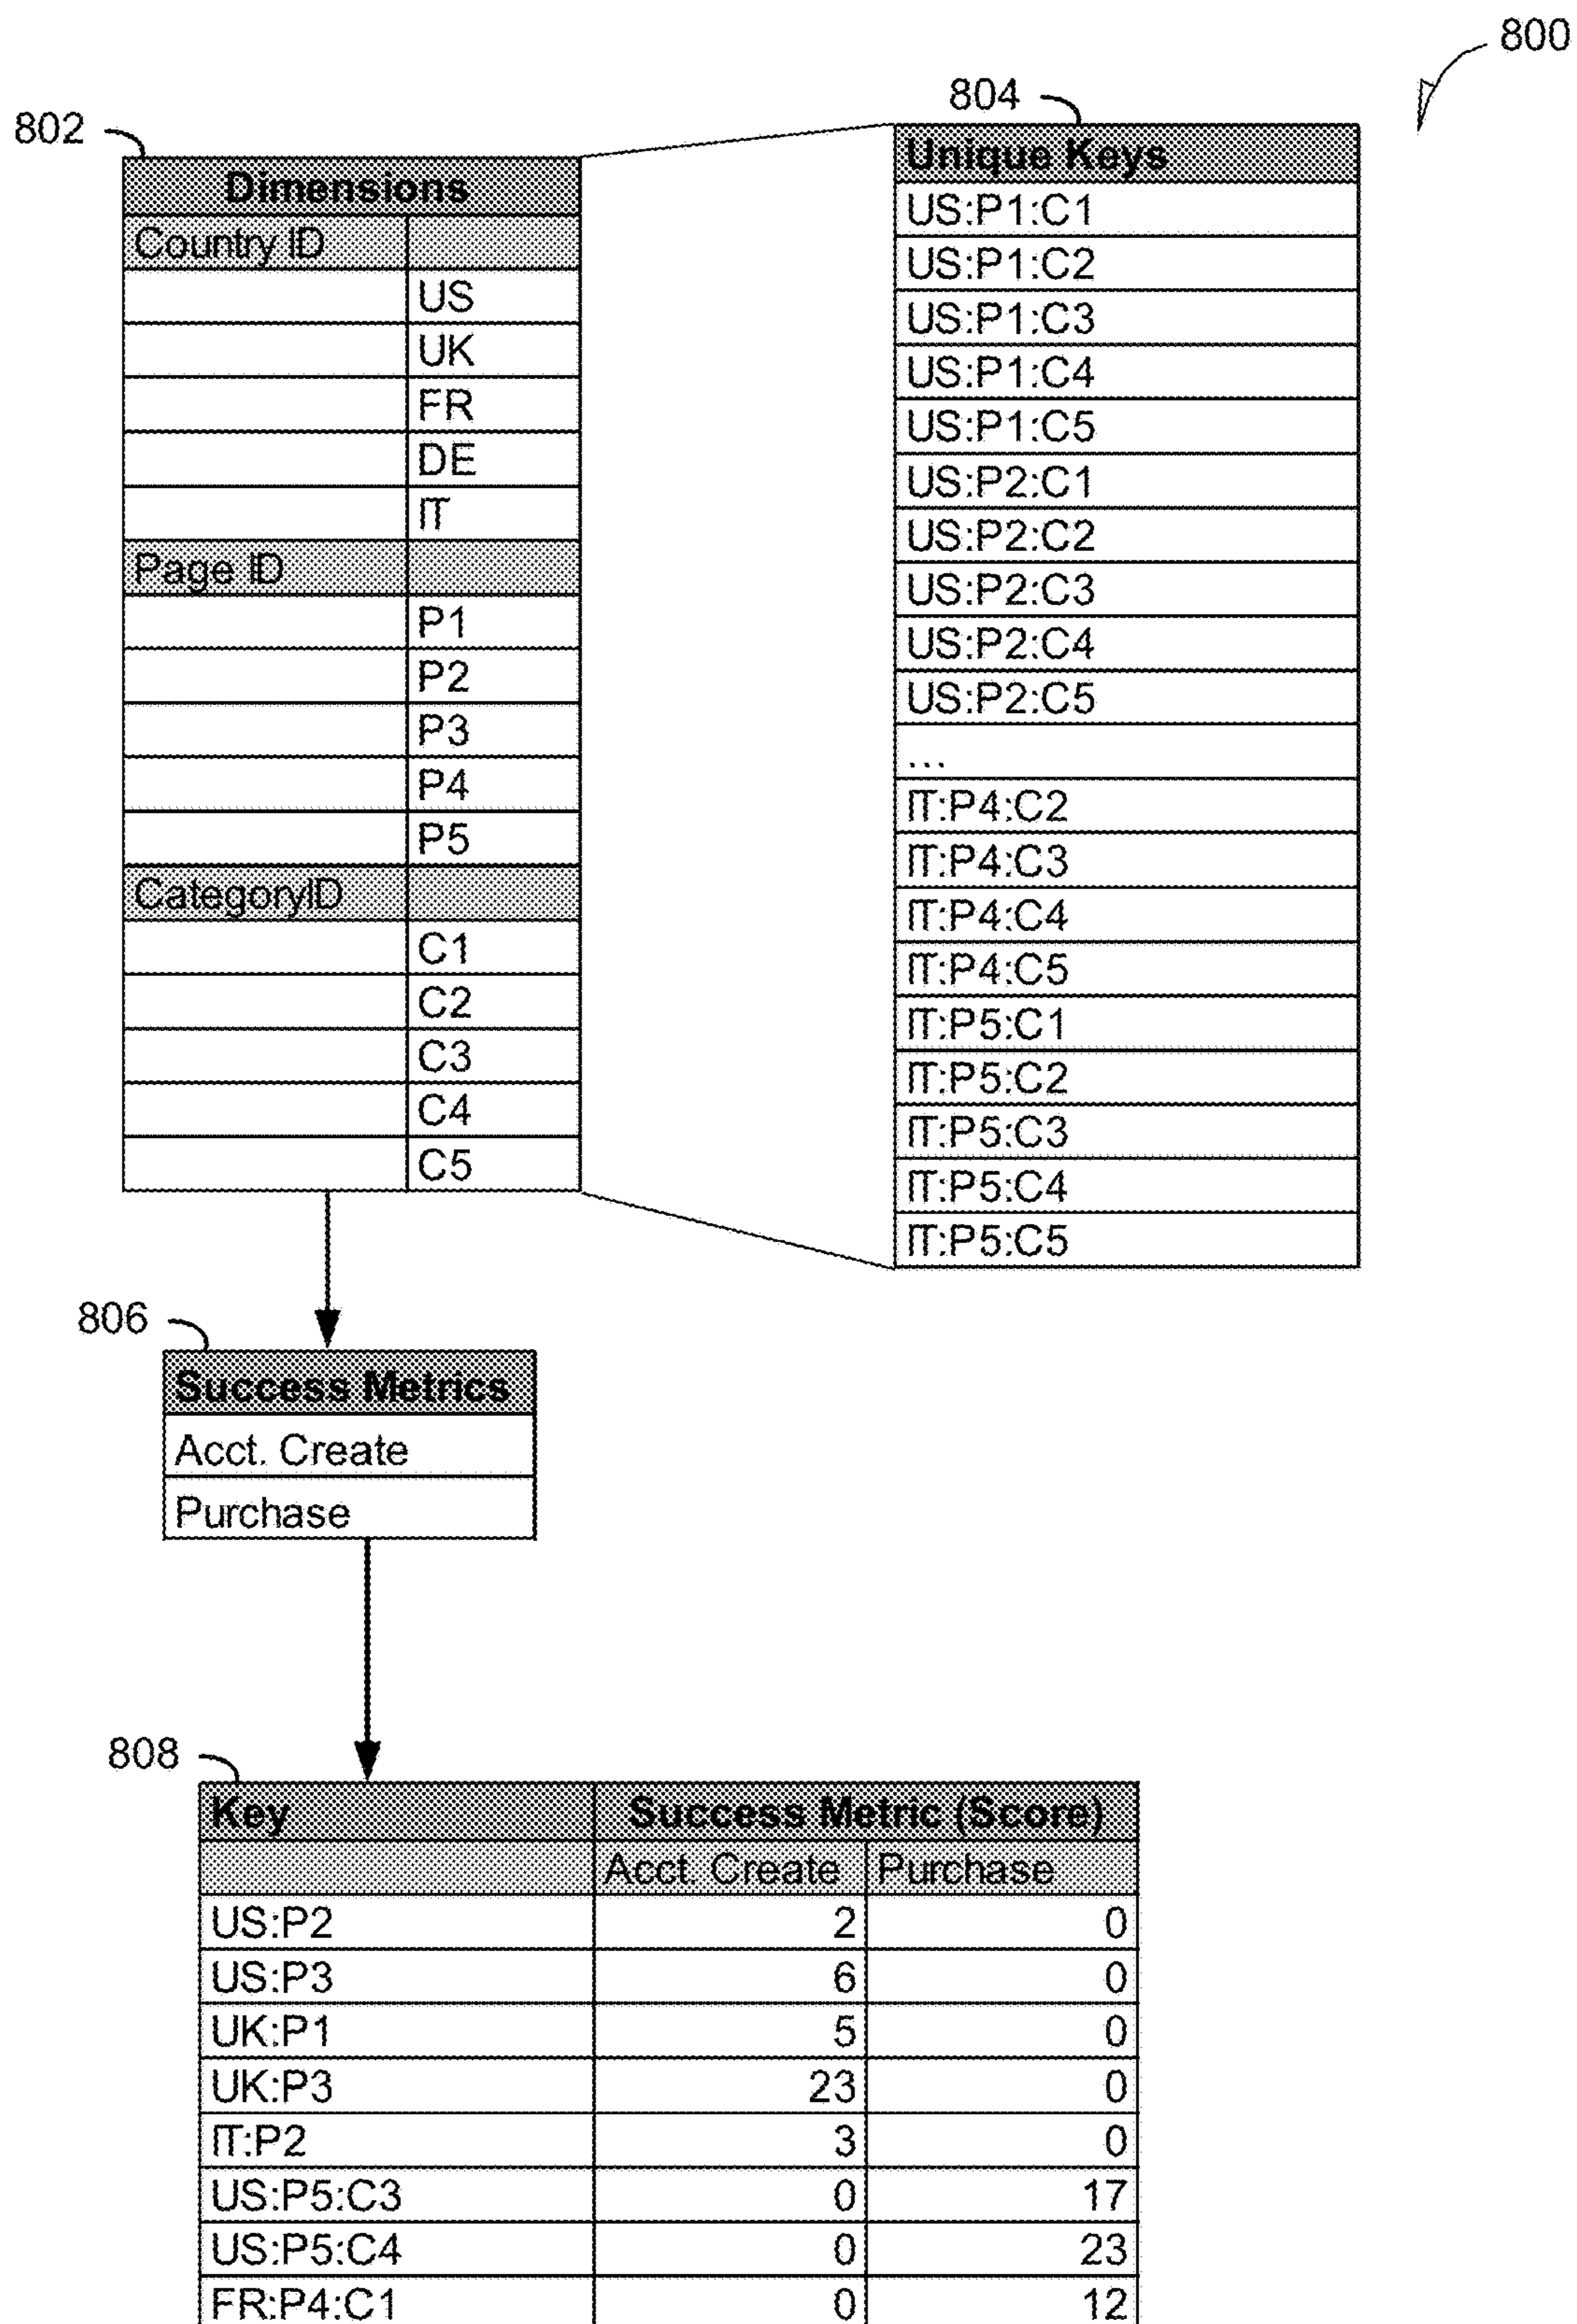 800
802
Dimensions
Country ID
US
UK
FR
DE
IT
Page ID
P1
P2
P3
P4
P5
CategoryID
C1
C2
C3
C4
C5
804
Unique Keys
US:P1:C1
US:P1:C2
US:P1:C3
US:P1:C4
US:P1:C5
US:P2:C1
US:P2:C2
US:P2:C3
US:P2:C4
US:P2:C5
...
IT:P4:C2
IT:P4:C3
IT:P4:C4
IT:P4:C5
IT:P5:C1
IT:P5:C2
IT:P5:C3
IT:P5:C4
IT:P5:C5
806
Success Metrics
Acct. Create
Purchase
808
Key Success Metric (Score)
Acct. Create Purchase
US:P2 2 0
US:P3 6 0
UK:P1 5 0
UK:P3 23 0
IT:P2 3 0
US:P5:C3 0 17
US:P5:C4 0 23
FR:P4:C1 0 12